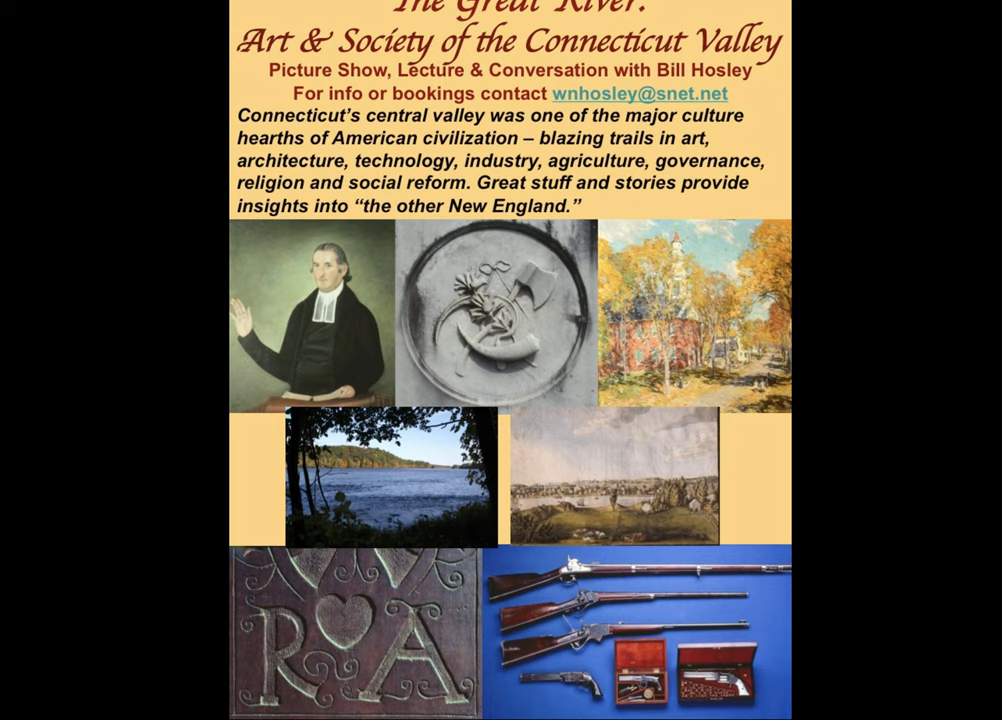 The Great River:
Art & Society of the Connecticut Valley
Picture Show, Lecture & Conversation with Bill Hosley
For info or bookings contact wnhosley@snet.net
Connecticut’s central valley was one of the major culture
hearths of American civilization – blazing trails in art,
architecture, technology, industry, agriculture, governance,
religion and social reform. Great stuff and stories provide
insights into “the other New England.”
R A